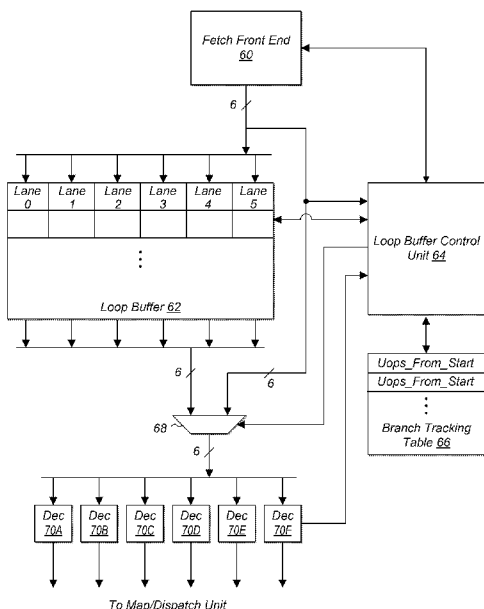 Fetch Front End
60
6
Lane 0
Lane 1
Lane 2
Lane 3
Lane 4
Lane 5
Loop Buffer 62
Loop Buffer Control
Unit 64
Uops_From_Start
Uops_From_Start
Branch Tracking
Table 66
6
6
68
6
Dec 70A
Dec 70B
Dec 70C
Dec 70D
Dec 70E
Dec 70F
To Map/Dispatch Unit